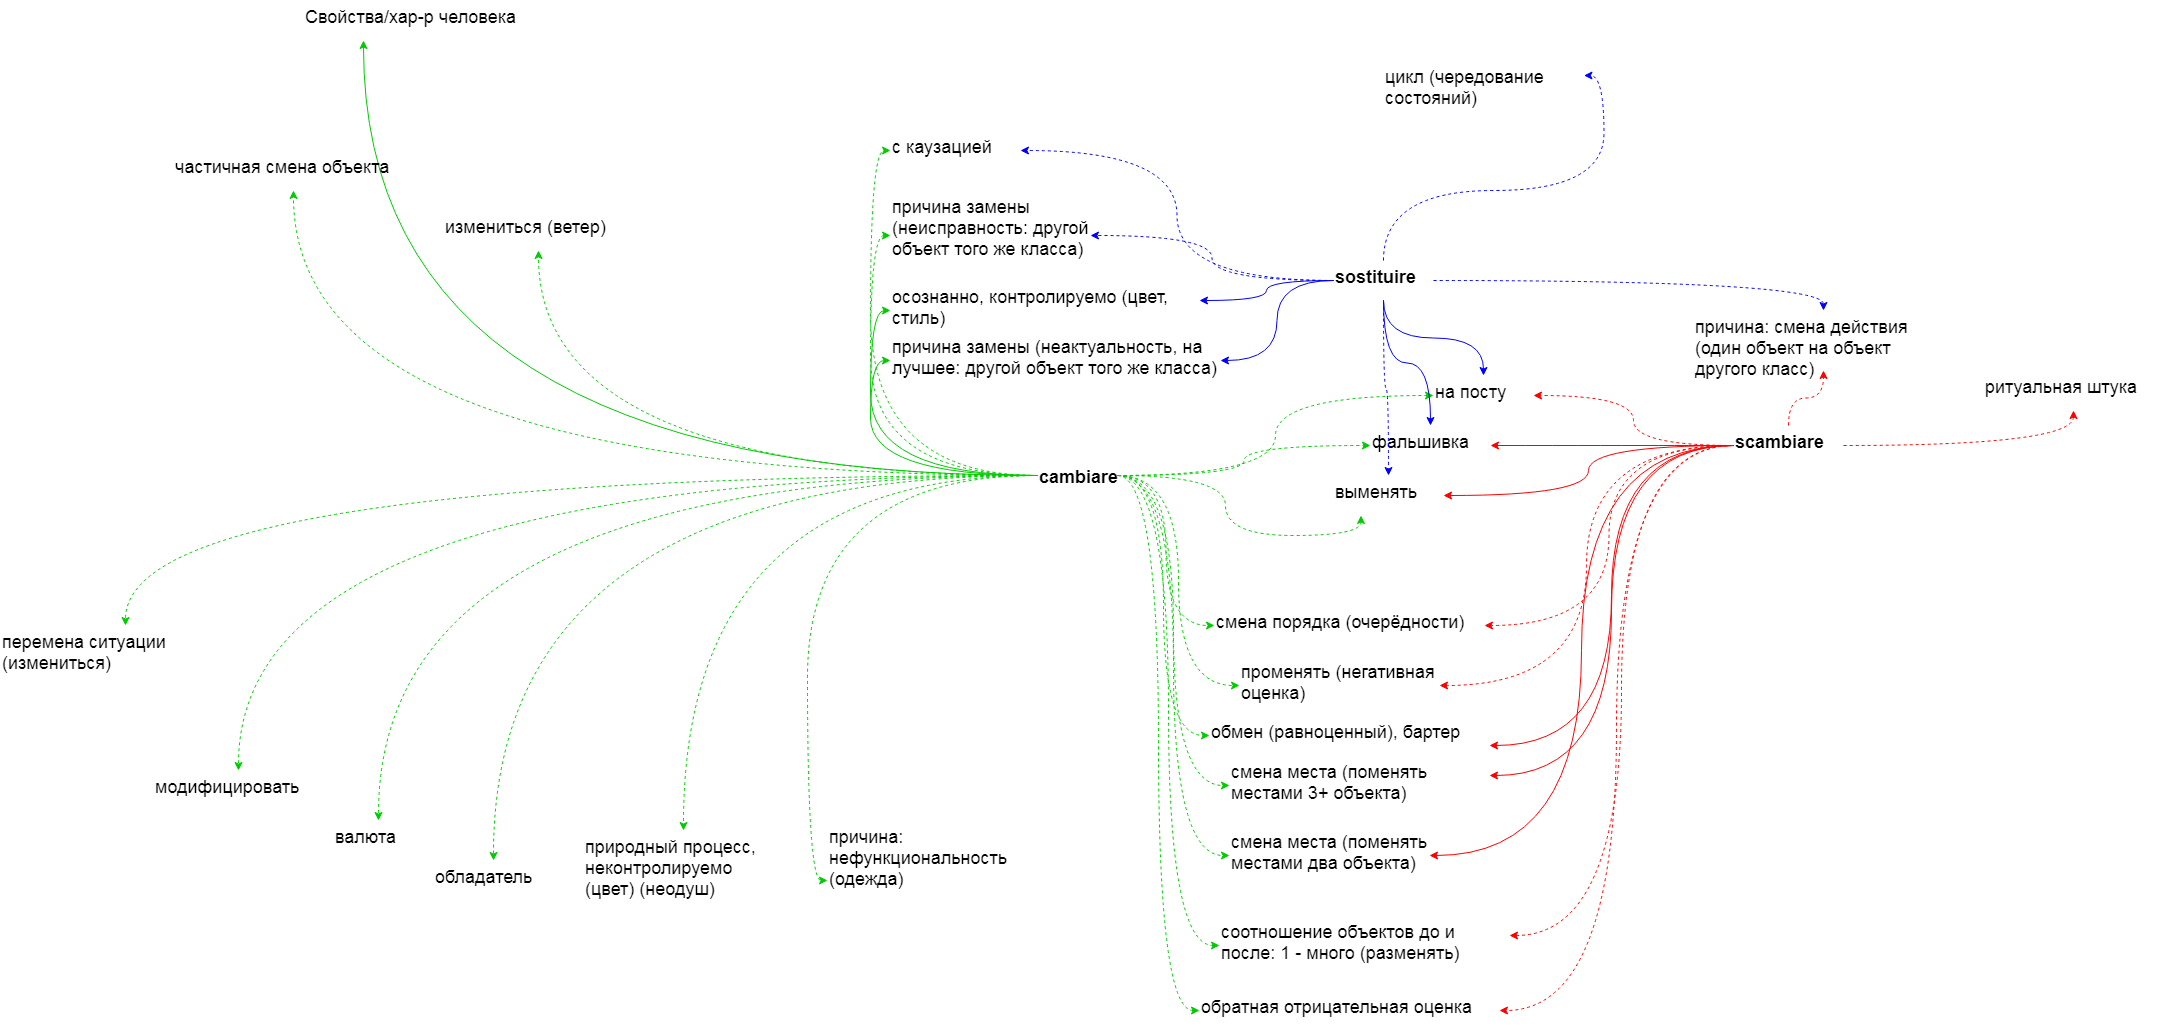 Свойства/хар-р человека
цикл (чередование
состояний)
с каузацией
частичная смена объекта
причина замены
(неисправность: другой
объект того же класса)
измениться (ветер)
sostituire
осознанно, контролируемо (цвет,
стиль)
причина: смена действия
(один объект на объект
другого класс)
причина замены (неактуальность, на
лучшее: другой объект того же класса)
на посту
ритуальная штука
фальшивка
scambiare
cambiare
выменять
смена порядка (очерёдности)
перемена ситуации
(измениться)
променять (негативная
оценка)
обмен (равноценный), бартер
смена места (поменять
местами 3+ объекта)
модифицировать
валюта
смена места (поменять
местами два объекта)
причина:
нефункциональность
(одежда)
природный процесс,
неконтролируемо
(цвет) (неодуш)
обладатель
соотношение объектов до и
после: 1 - много (разменять)
обратная отрицательная оценка